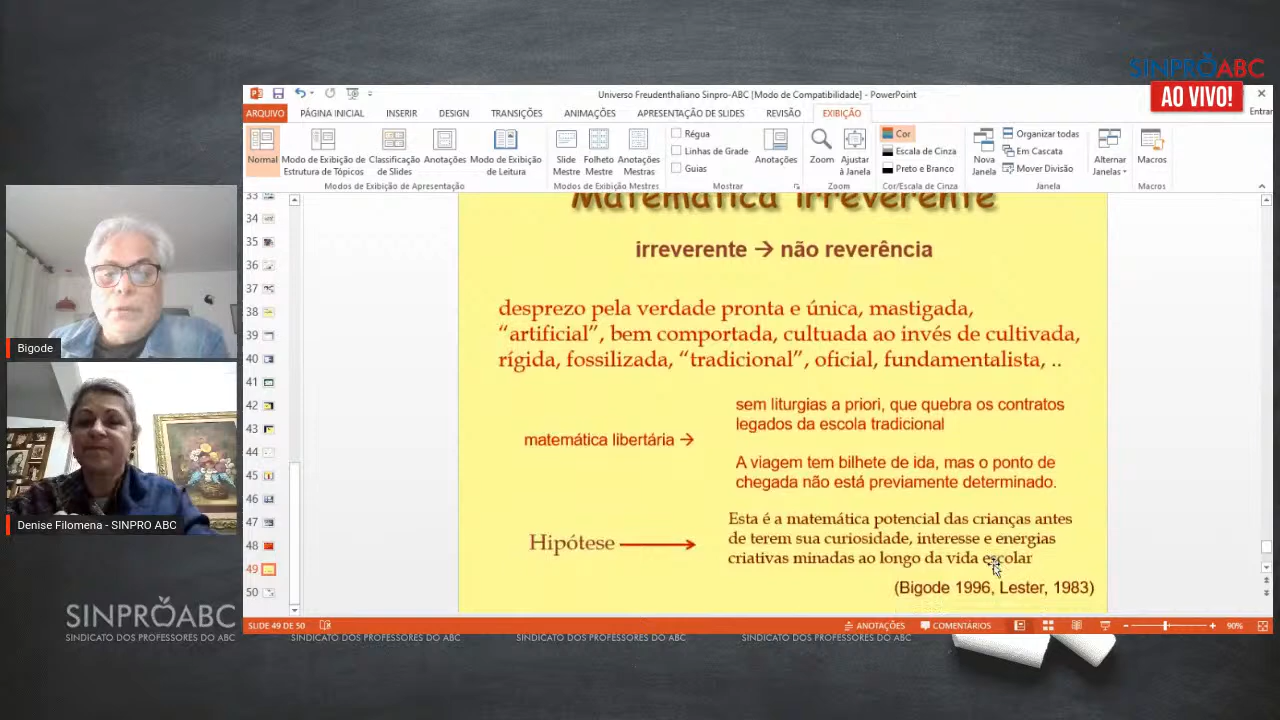 SINPROABC
AO VIVO!
Universo Freudenthaliano Sinpro-ABC [Modo de Compatibilidade] - PowerPoint
ARQUIVO PÁGINA INICIAL INSERIR DESIGN TRANSIÇÕES ANIMAÇÕES APRESENTAÇÃO DE SLIDES REVISÃO EXIBIÇÃO Entrar
Normal
Modo de Exibição de Estrutura de Tópicos
Classificação de Slides
Anotações
Modo de Exibição de Leitura
Modos de Exibição de Apresentação
Slide Mestre
Folheto Mestre
Anotações Mestras
Modos de Exibição Mestres
Régua
Linhas de Grade
Guias
Anotações
Mostrar
Zoom
Ajustar à Janela
Zoom
Cor
Escala de Cinza
Preto e Branco
Cor/Escala de Cinza
Nova Janela
Organizar todas
Em Cascata
Mover Divisão
Janela
Alternar Janelas
Macros
Macros
33
34
35
36
37
38
39
40
41
42
43
44
45
46
47
48
49
50
Matemática irreverente
irreverente → não reverência
desprezo pela verdade pronta e única, mastigada,
“artificial”, bem comportada, cultuada ao invés de cultivada,
rígida, fossilizada, “tradicional”, oficial, fundamentalista, ..
matemática libertária →
sem liturgias a priori, que quebra os contratos
legados da escola tradicional
A viagem tem bilhete de ida, mas o ponto de
chegada não está previamente determinado.
Hipótese
Esta é a matemática potencial das crianças antes
de terem sua curiosidade, interesse e energias
criativas minadas ao longo da vida escolar
(Bigode 1996, Lester, 1983)
SLIDE 49 DE 50 ANOTAÇÕES COMENTÁRIOS 90%
Bigode
Denise Filomena - SINPRO ABC
SINPROABC
SINDICATO DOS PROFESSORES DO ABC
SINDICATO DOS PROFESSORES DO ABC
SINDICATO DOS PROFESSORES DO ABC
SINDICATO DOS PROFESSORES DO ABC